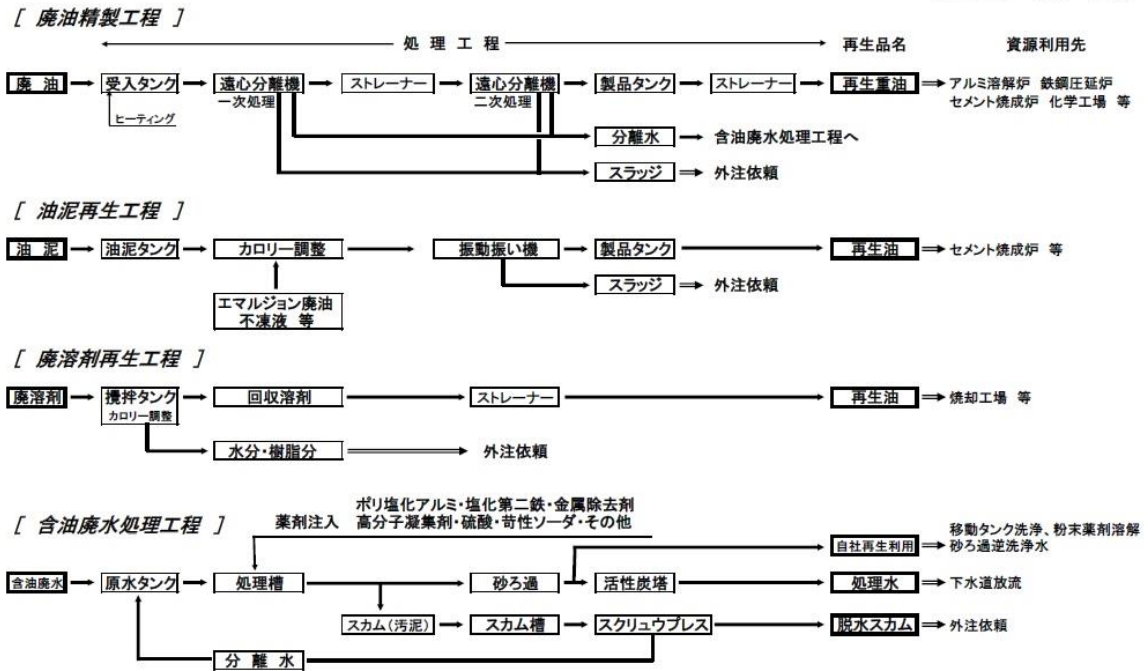 [ 廃油精製工程 ]
処 理 工 程 再生品名 資源利用先
廃 油 受入タンク 遠心分離機 ストレーナー 遠心分離機 製品タンク ストレーナー 再生重油 アルミ溶解炉 鉄鋼圧延炉
一次処理 二次処理 セメント焼成炉 化学工場 等
ヒーティング
分離水 含油廃水処理工程へ
スラッジ 外注依頼
[ 油泥再生工程 ]
油 泥 油泥タンク カロリー調整 振動振い機 製品タンク 再生油 セメント焼成炉 等
スラッジ 外注依頼
エマルジョン廃油
不凍液 等
[ 廃溶剤再生工程 ]
廃溶剤 攪拌タンク 回収溶剤 ストレーナー 再生油 焼却工場 等
カロリー調整
水分・樹脂分 外注依頼
ポリ塩化アルミ・塩化第二鉄・金属除去剤
[ 含油廃水処理工程 ] 薬剤注入 高分子凝集剤・硫酸・苛性ソーダ・その他
移動タンク洗浄、粉末薬剤溶解
自社再生利用 砂ろ過逆洗浄水
含油廃水 原水タンク 処理槽 砂ろ過 活性炭塔 処理水 下水道放流
スカム(汚泥) スカム槽 スクリュウプレス 脱水スカム 外注依頼
分 離 水